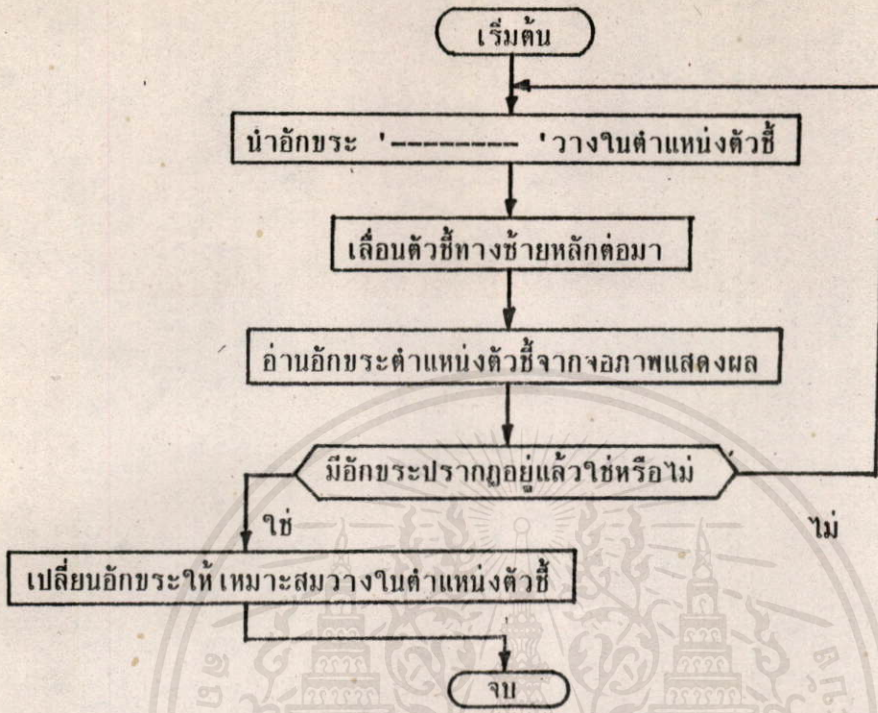 เริ่มต้น
นำอักขระ '-------- 'วางในตำแหน่งตัวชี้
เลื่อนตัวชี้ทางซ้ายหลักต่อมา
อ่านอักขระตำแหน่งตัวชี้จากจอภาพแสดงผล
มีอักขระปรากฏอยู่แล้วใช่หรือไม่
ใช่
ไม่
เปลี่ยนอักขระให้ เหมาะสมวางในตำแหน่งตัวชี้
จบ